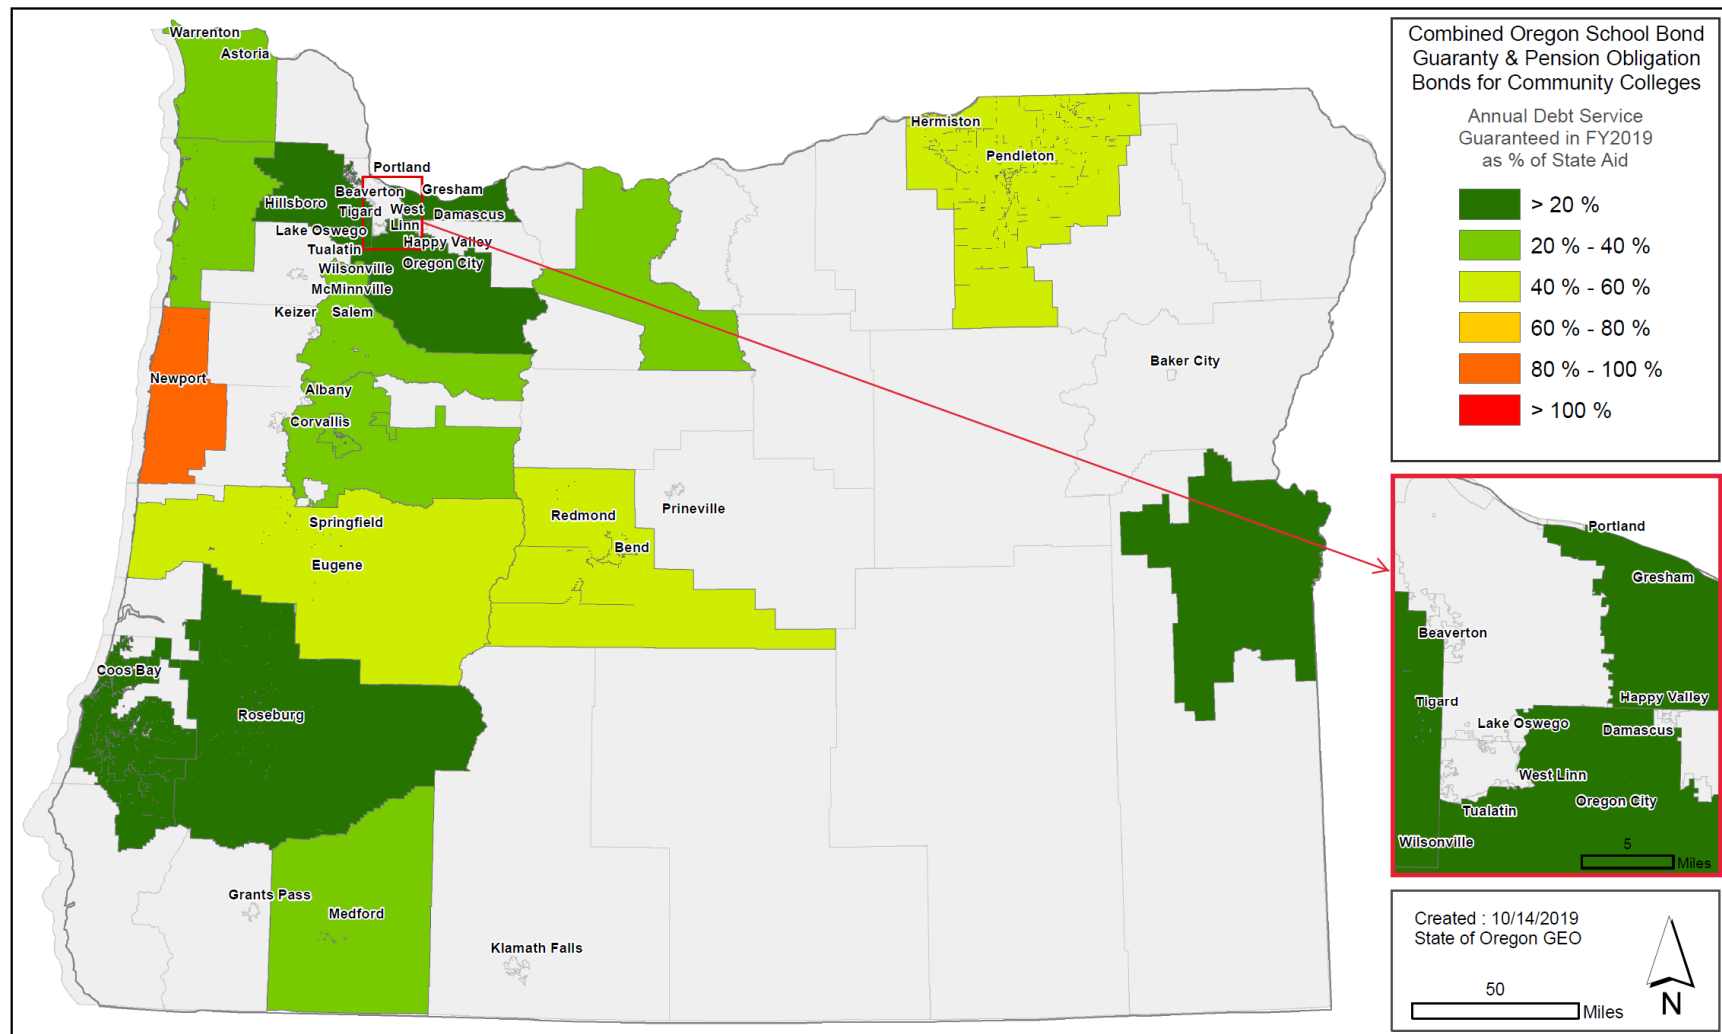 Warrenton
Astoria
Portland
Beaverton
Gresham
Hillsboro
Tigard
West
Linn
Damascus
Lake Oswego
Happy Valley
Tualatin
Oregon City
Wilsonville
McMinnville
Keizer
Salem
Newport
Albany
Corvallis
Springfield
Eugene
Redmond
Bend
Prineville
Hermiston
Pendleton
Baker City
Coos Bay
Roseburg
Grants Pass
Medford
Klamath Falls
Combined Oregon School Bond
Guaranty & Pension Obligation
Bonds for Community Colleges
Annual Debt Service
Guaranteed in FY2019
as % of State Aid
> 20 %
20 % - 40 %
40 % - 60 %
60 % - 80 %
80 % - 100 %
> 100 %
Portland
Gresham
Beaverton
Tigard
Happy Valley
Lake Oswego
Damascus
West Linn
Oregon City
Tualatin
Wilsonville
5
Miles
Created : 10/14/2019
State of Oregon GEO
50
Miles
N